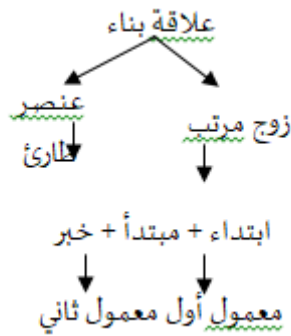 علاقة بناء
زوج مرتب
عنصر
طارئ
ابتداء + مبتدأ + خبر
معمول أول معمول ثاني